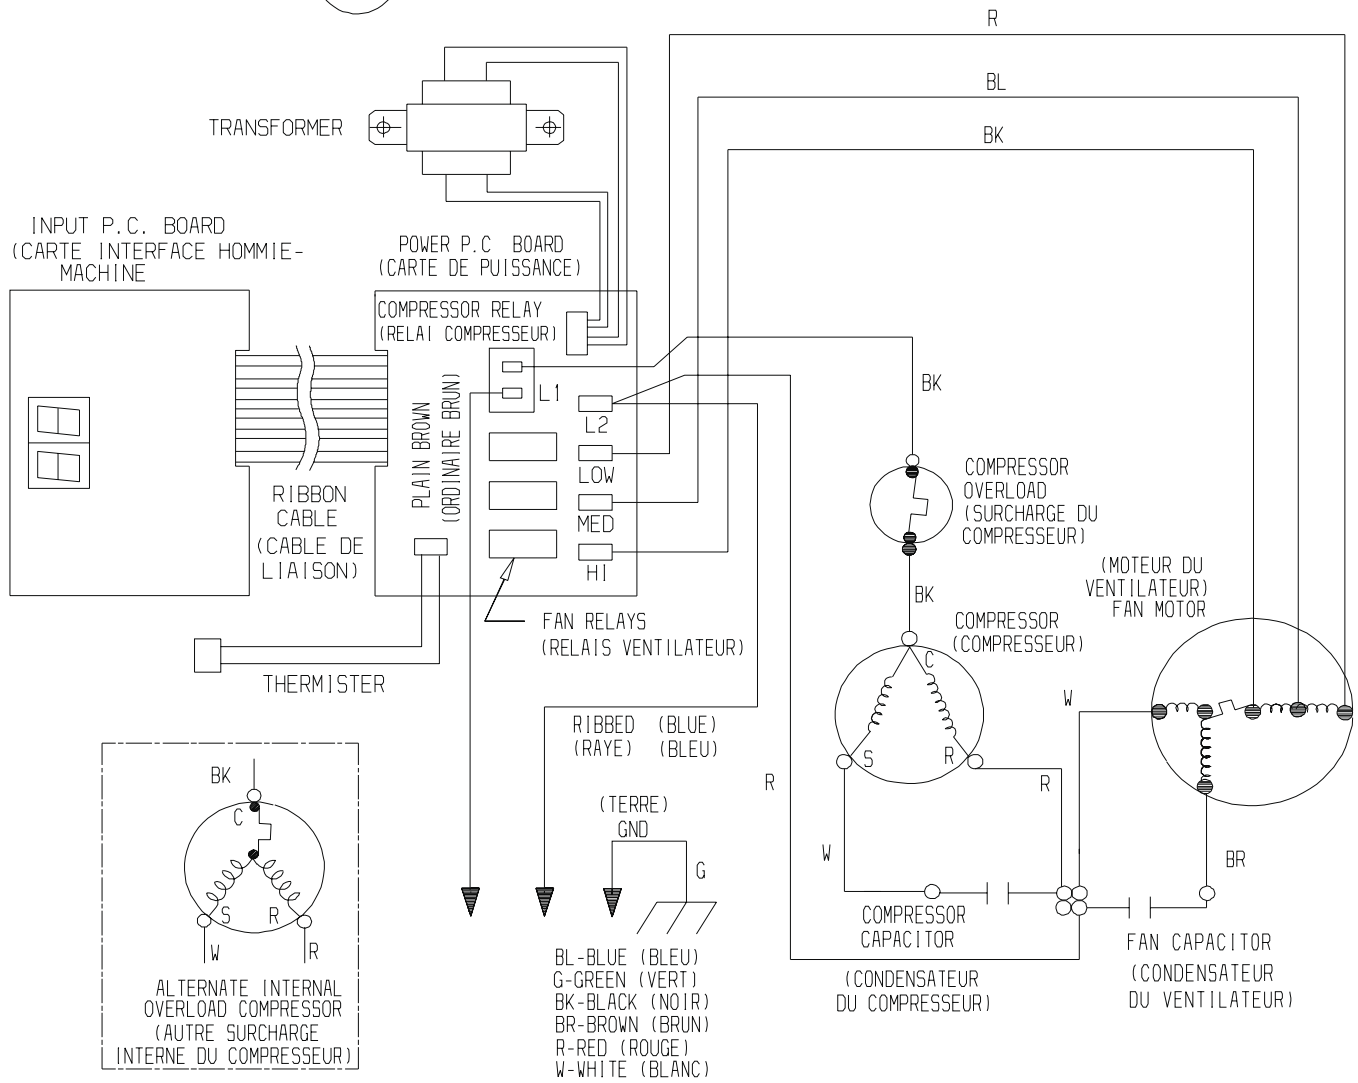 R
BL
BK
TRANSFORMER
INPUT P.C. BOARD
(CARTE INTERFACE HOMMIE-
MACHINE
POWER P.C BOARD
(CARTE DE PUISSANCE)
COMPRESSOR RELAY
(RELAI COMPRESSEUR)
L1
L2
LOW
MED
HI
PLAIN BROWN
(ORDINAIRE BRUN)
RIBBON
CABLE
(CABLE DE
LIAISON)
BK
COMPRESSOR
OVERLOAD
(SURCHARGE DU
COMPRESSEUR)
BK
(MOTEUR DU
VENTILATEUR)
FAN MOTOR
FAN RELAYS
(RELAIS VENTILATEUR)
COMPRESSOR
(COMPRESSEUR)
C
S
R
THERMISTER
W
RIBBED (BLUE)
(RAYE) (BLEU)
R
R
W
BR
(TERRE)
GND
G
BK
C
S
R
W
R
ALTERNATE INTERNAL
OVERLOAD COMPRESSOR
(AUTRE SURCHARGE
INTERNE DU COMPRESSEUR)
COMPRESSOR
CAPACITOR
(CONDENSATEUR
DU COMPRESSEUR)
FAN CAPACITOR
(CONDENSATEUR
DU VENTILATEUR)
BL-BLUE (BLEU)
G-GREEN (VERT)
BK-BLACK (NOIR)
BR-BROWN (BRUN)
R-RED (ROUGE)
W-WHITE (BLANC)